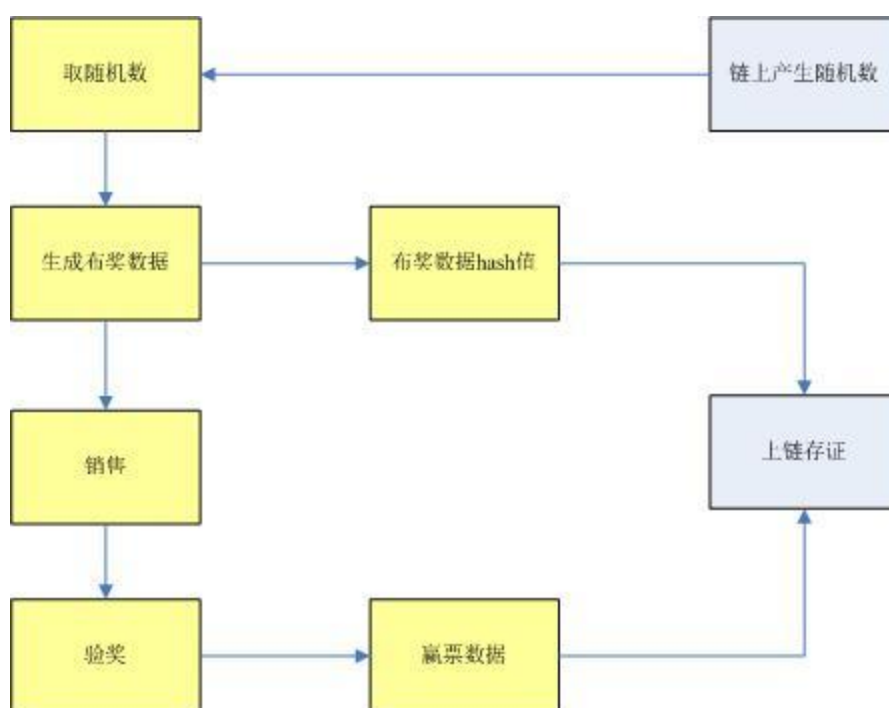 取随机数
链上产生随机数
生成布奖数据
布奖数据hash值
销售
上链存证
验奖
赢票数据